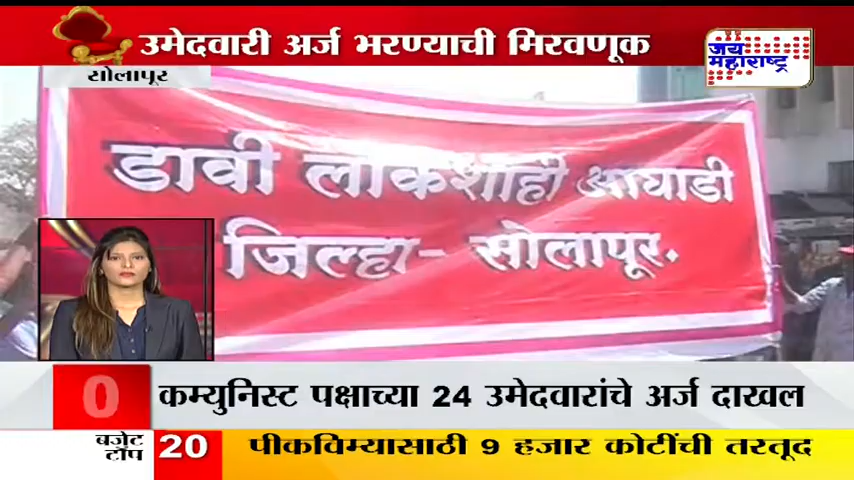 उमेदवारी अर्ज भरण्याची मिरवणूक
जय
महाराष्ट्र
सोलापूर
डावी लोकशाही आघाडी
जिल्हा- सोलापूर.
0
कम्युनिस्ट पक्षाच्या 24 उमेदवारांचे अर्ज दाखल
बजेट
टॉप
20
पीकविम्यासाठी 9 हजार कोटींची तरतूद